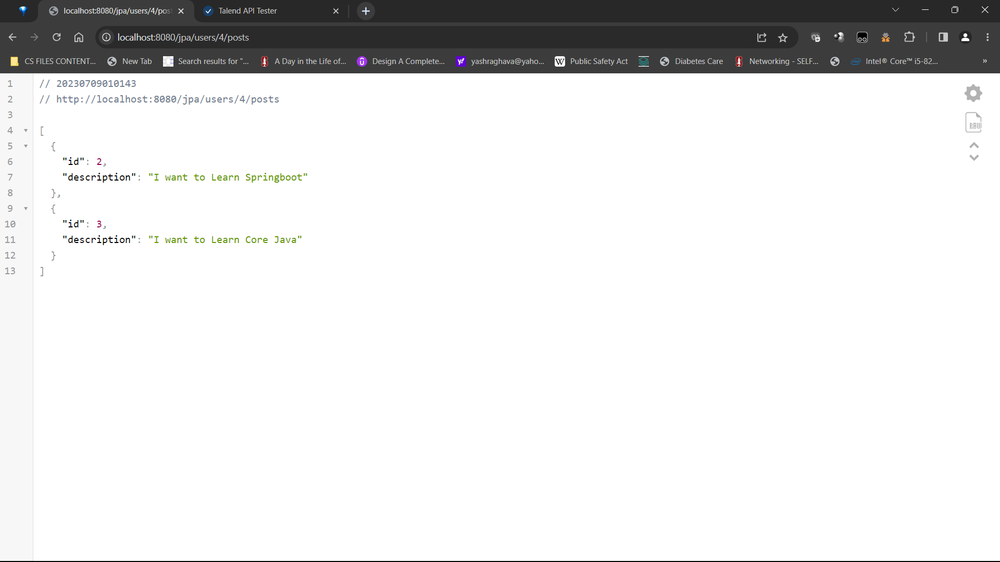 localhost:8080/jpa/users/4/pos
Talend API Tester
localhost:8080/jpa/users/4/posts
CS FILES CONTENT...
New Tab
Search results for "...
A Day in the Life of...
Design A Complete...
yashraghava@yaho...
Public Safety Act
Diabetes Care
Networking - SELF...
Intel® Core™ i5-82...
»
1 // 20230709010143
2 // http://localhost:8080/jpa/users/4/posts
3
4 [
5 {
6 "id": 2,
7 "description": "I want to Learn Springboot"
8 },
9 {
10 "id": 3,
11 "description": "I want to Learn Core Java"
12 }
13 ]
RAW